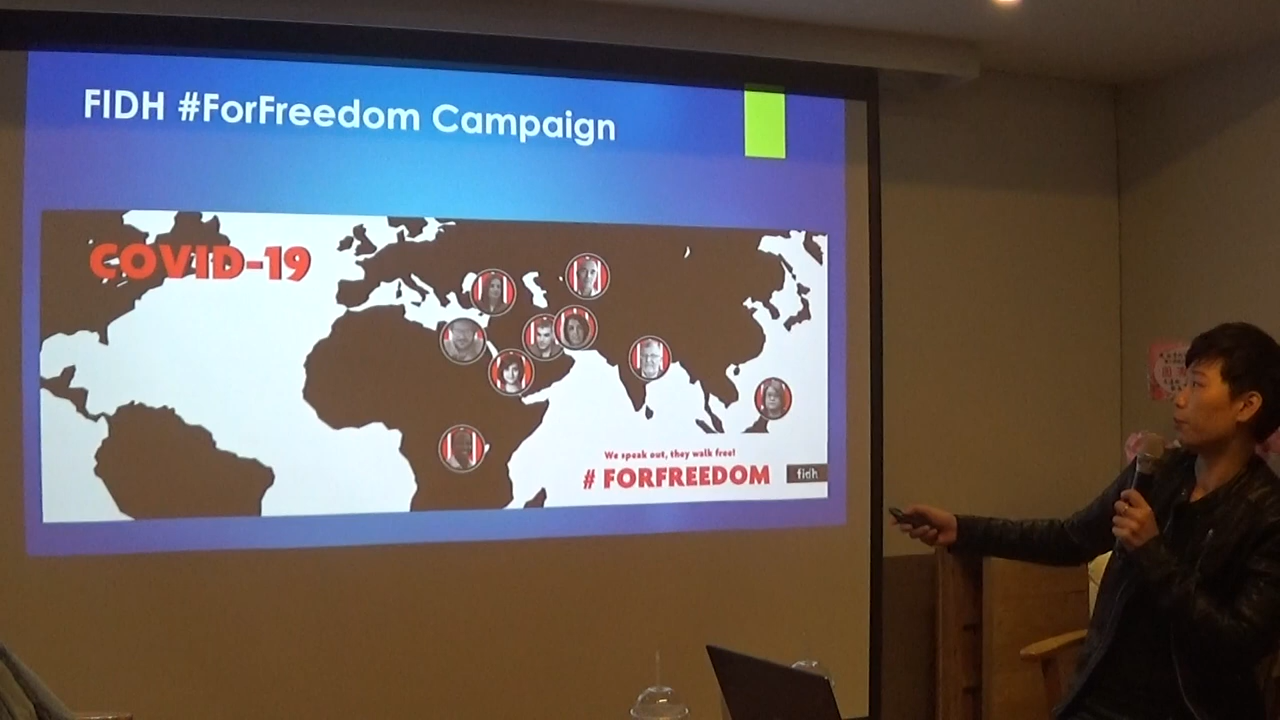 FIDH #ForFreedom Campaign
COVID-19
We speak out, they walk free!
# FORFREEDOM
fidh